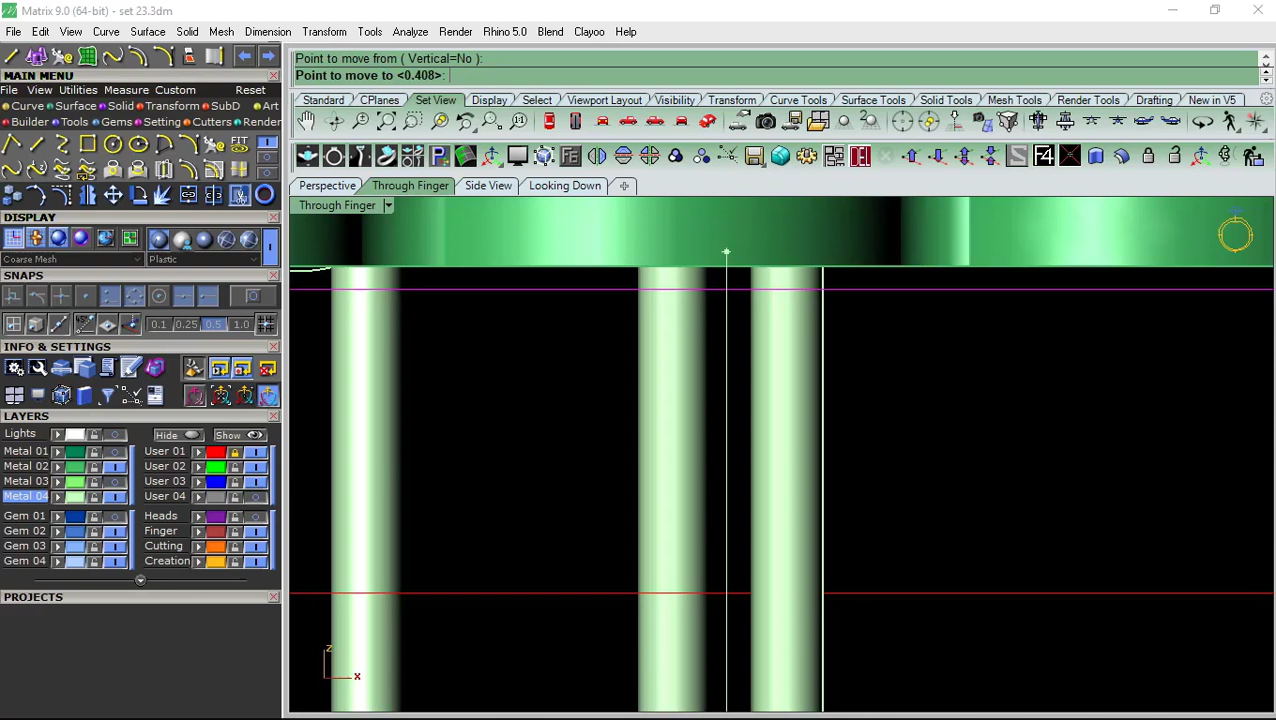 Matrix 9.0 (64-bit) - set 23.3dm
File Edit View Curve Surface Solid Mesh Dimension Transform Tools Analyze Render Rhino 5.0 Blend Clayoo Help
Point to move from ( Vertical=No ):
Point to move to <0.408>:
MAIN MENU
File View Utilities Measure Custom
Curve Surface Solid Transform SubD Art
Builder Tools Gems Setting Cutters Render
Standard CPlanes Set View Display Select Viewport Layout Visibility Transform Curve Tools Surface Tools Solid Tools Mesh Tools Render Tools Drafting New in V5
FIT
1:1
F4
Perspective Through Finger Side View Looking Down
Through Finger
DISPLAY
Coarse Mesh Plastic
SNAPS
0.1 0.25 0.5 1.0
INFO & SETTINGS
LAYERS
Lights Hide Show
Metal 01 User 01
Metal 02 User 02
Metal 03 User 03
Metal 04 User 04
Gem 01 Heads
Gem 02 Finger
Gem 03 Cutting
Gem 04 Creation
PROJECTS
z
x